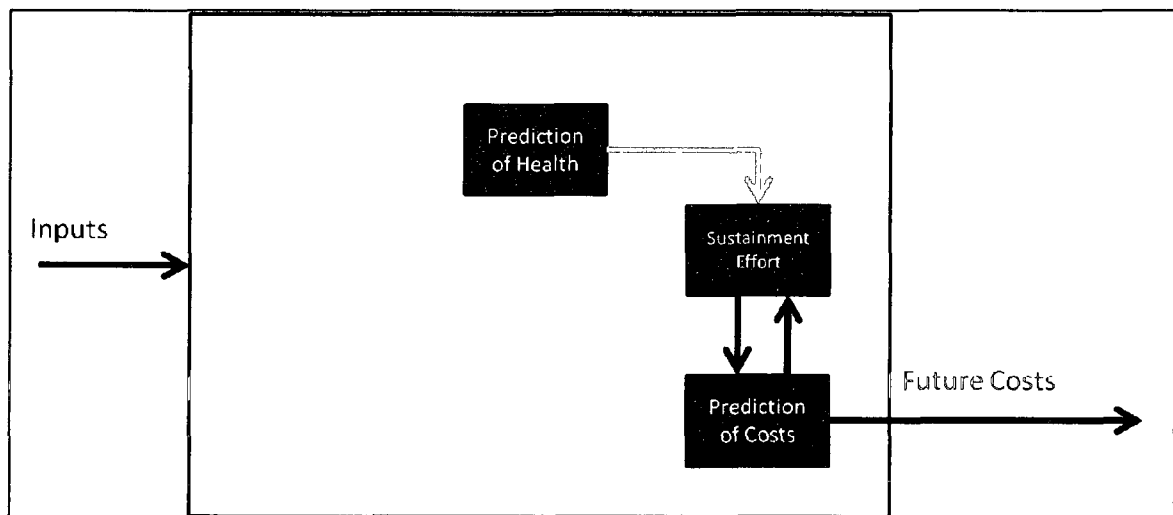 Prediction
of Health
Inputs
Sustainment
Effort
Future Costs
Prediction
of Costs